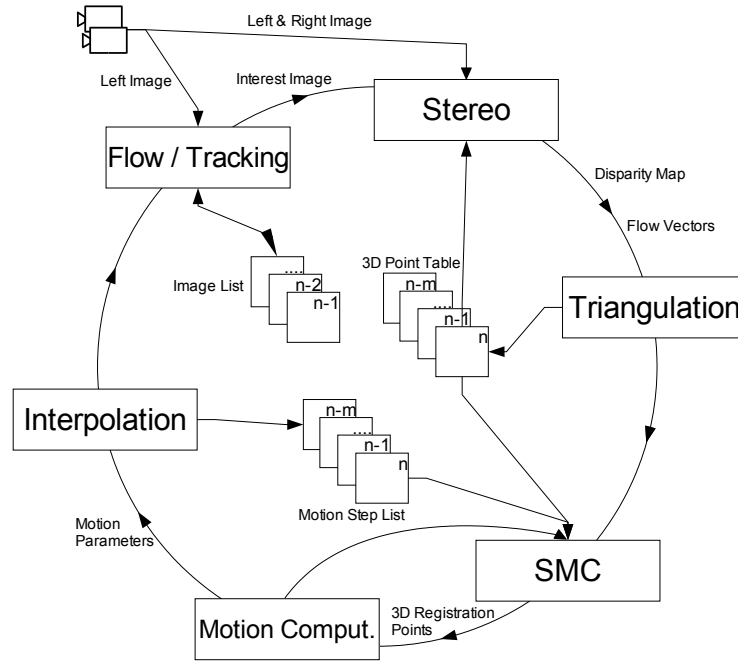 Left & Right Image
Left Image
Interest Image
Stereo
Flow / Tracking
Disparity Map
Flow Vectors
3D Point Table
n-m
....
n-1
n
Image List
....
n-2
n-1
Triangulation
Interpolation
n-m
....
n-1
n
Motion Step List
Motion
Parameters
SMC
3D Registration
Points
Motion Comput.